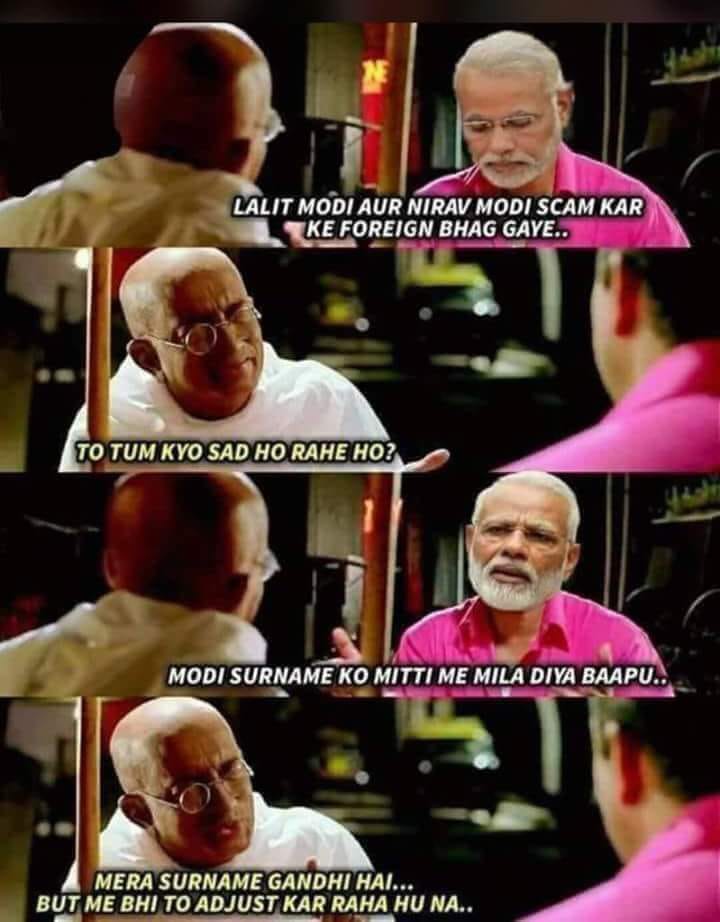 NE
LALIT MODI AUR NIRAV MODI SCAM KAR
KE FOREIGN BHAG GAYE..
TO TUM KYO SAD HO RAHE HO?
MODI SURNAME KO MITTI ME MILA DIYA BAAPU..
MERA SURNAME GANDHI HAI...
BUT ME BHI TO ADJUST KAR RAHA HU NA..